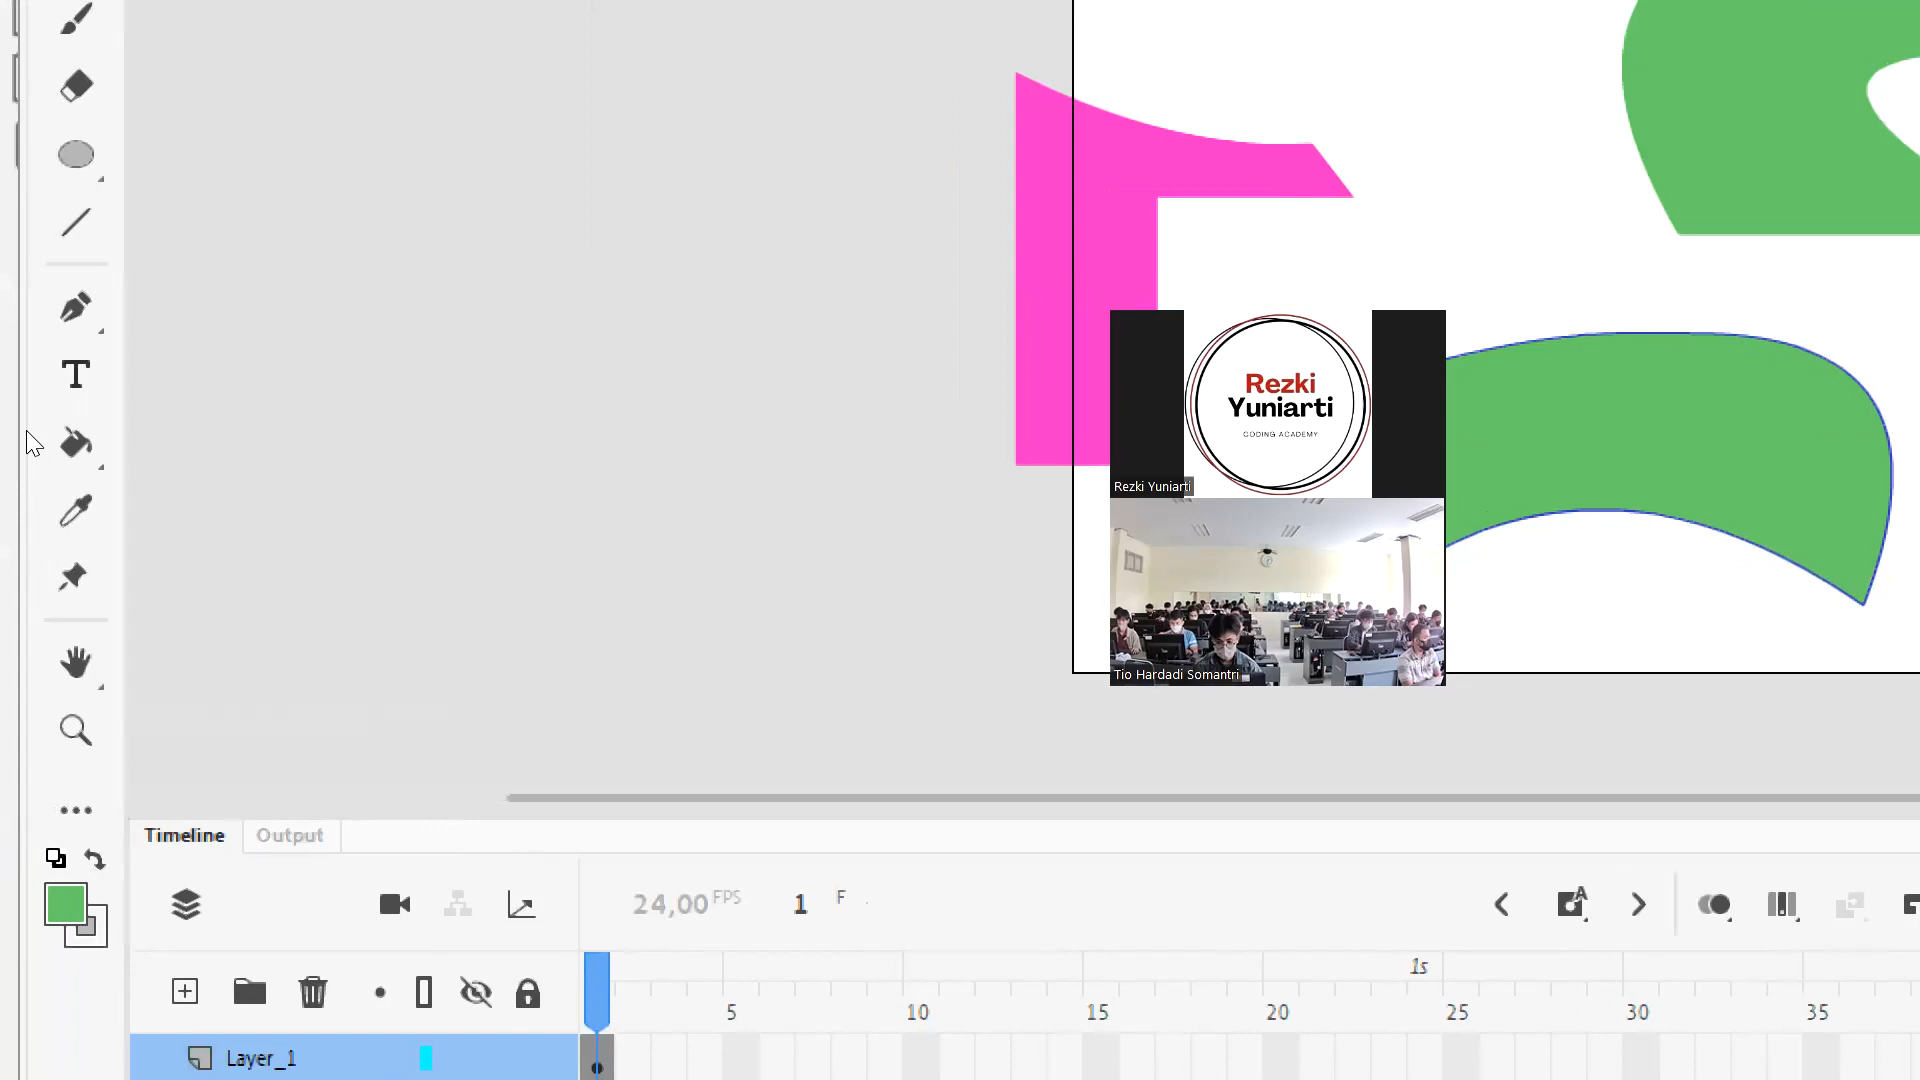 T
Rezki
Yuniarti
CODING ACADEMY
Rezki Yuniarti
Tio Hardadi Somantri
Timeline
Output
24,00 FPS
1 F
A
1s
5
10
15
20
25
30
35
Layer_1